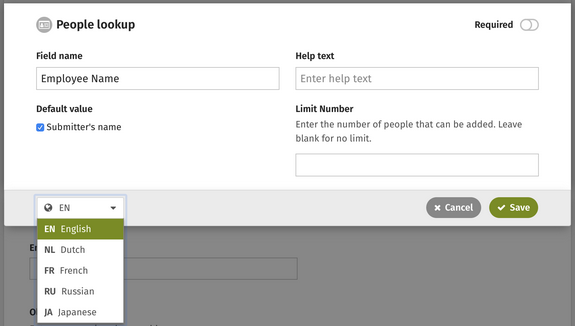 People lookup
Required
Field name
Help text
Employee Name
Enter help text
Default value
Limit Number
Submitter's name
Enter the number of people that can be added. Leave
blank for no limit.
EN
Cancel
Save
EN English
NL Dutch
FR French
RU Russian
JA Japanese